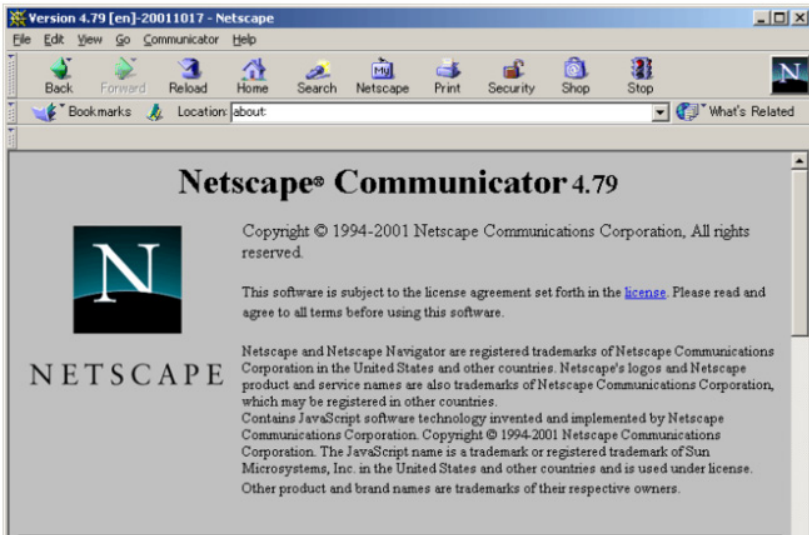 Version 4.79 [en]-20011017 - Netscape
File Edit View Go Communicator Help
Back Forward Reload Home Search My Netscape Print Security Shop Stop N
Bookmarks Location: about: What's Related
Netscape® Communicator 4.79
N
NETSCAPE
Copyright © 1994-2001 Netscape Communications Corporation, All rights
reserved.
This software is subject to the license agreement set forth in the license. Please read and
agree to all terms before using this software.
Netscape and Netscape Navigator are registered trademarks of Netscape Communications
Corporation in the United States and other countries. Netscape's logos and Netscape
product and service names are also trademarks of Netscape Communications Corporation,
which may be registered in other countries.
Contains JavaScript software technology invented and implemented by Netscape
Communications Corporation. Copyright © 1994-2001 Netscape Communications
Corporation. The JavaScript name is a trademark or registered trademark of Sun
Microsystems, Inc. in the United States and other countries and is used under license.
Other product and brand names are trademarks of their respective owners.